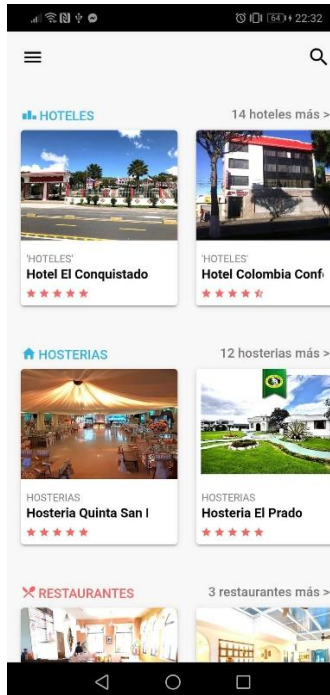 64 22:32
HOTELES 14 hoteles más >
'HOTELES' 'HOTELES'
Hotel El Conquistado Hotel Colombia Conf
HOSTERIAS 12 hosterias más >
HOSTERIAS HOSTERIAS
Hosteria Quinta San Hosteria El Prado
RESTAURANTES 3 restaurantes más >